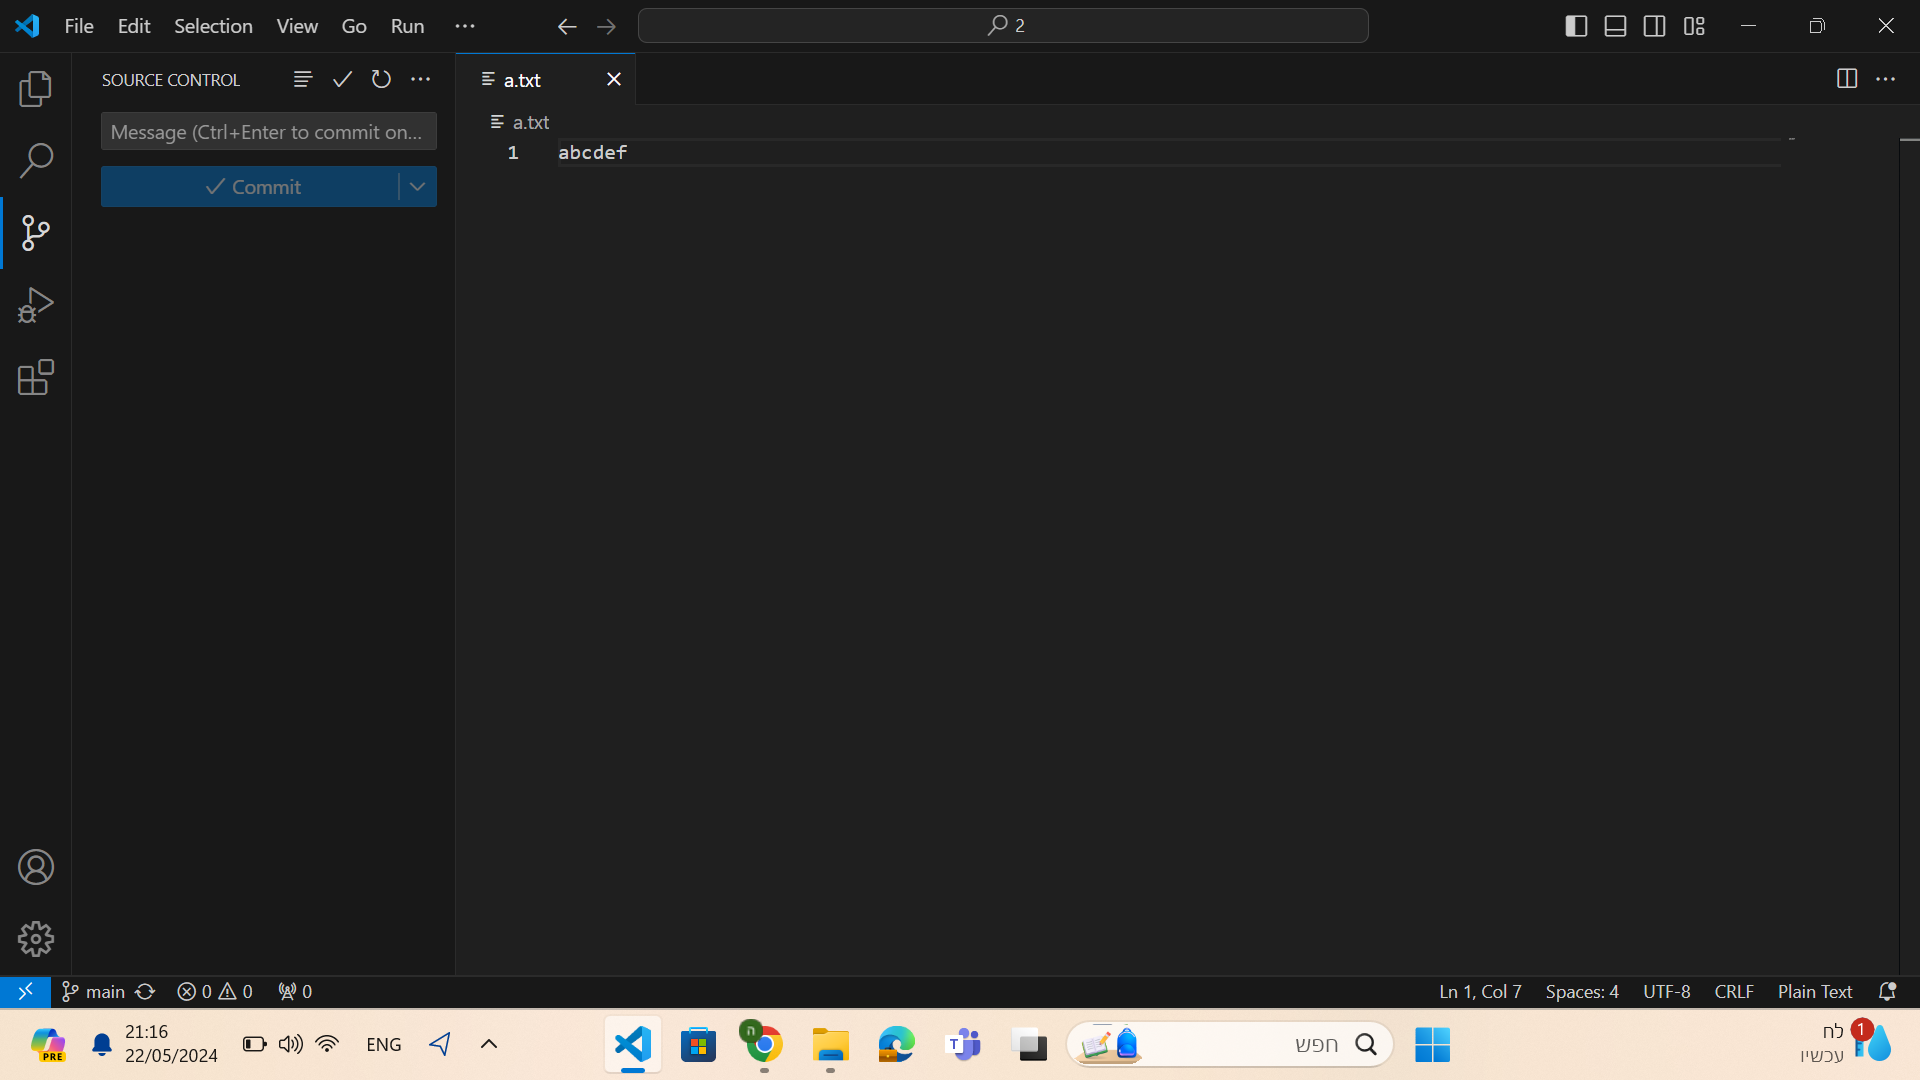 File Edit Selection View Go Run
2
SOURCE CONTROL
a.txt
Message (Ctrl+Enter to commit on...
a.txt
1 abcdef
Commit
main 0 0 0
Ln 1, Col 7 Spaces: 4 UTF-8 CRLF Plain Text
PRE
21:16
22/05/2024
ENG
ה
T
חפש
1
לח
עכשיו